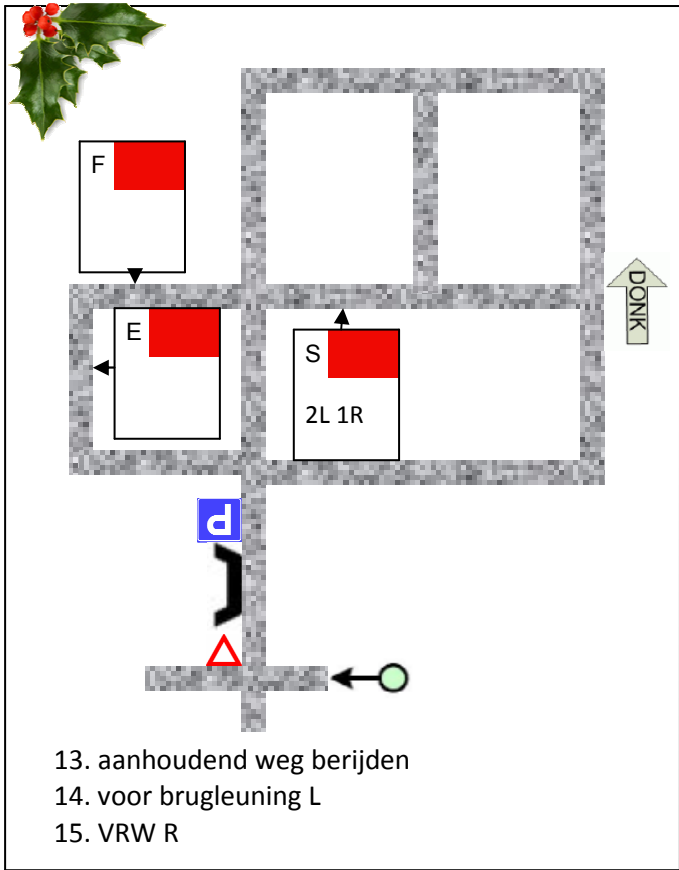 F
E
S
2L 1R
DONK
P
13. aanhoudend weg berijden
14. voor brugleuning L
15. VRW R